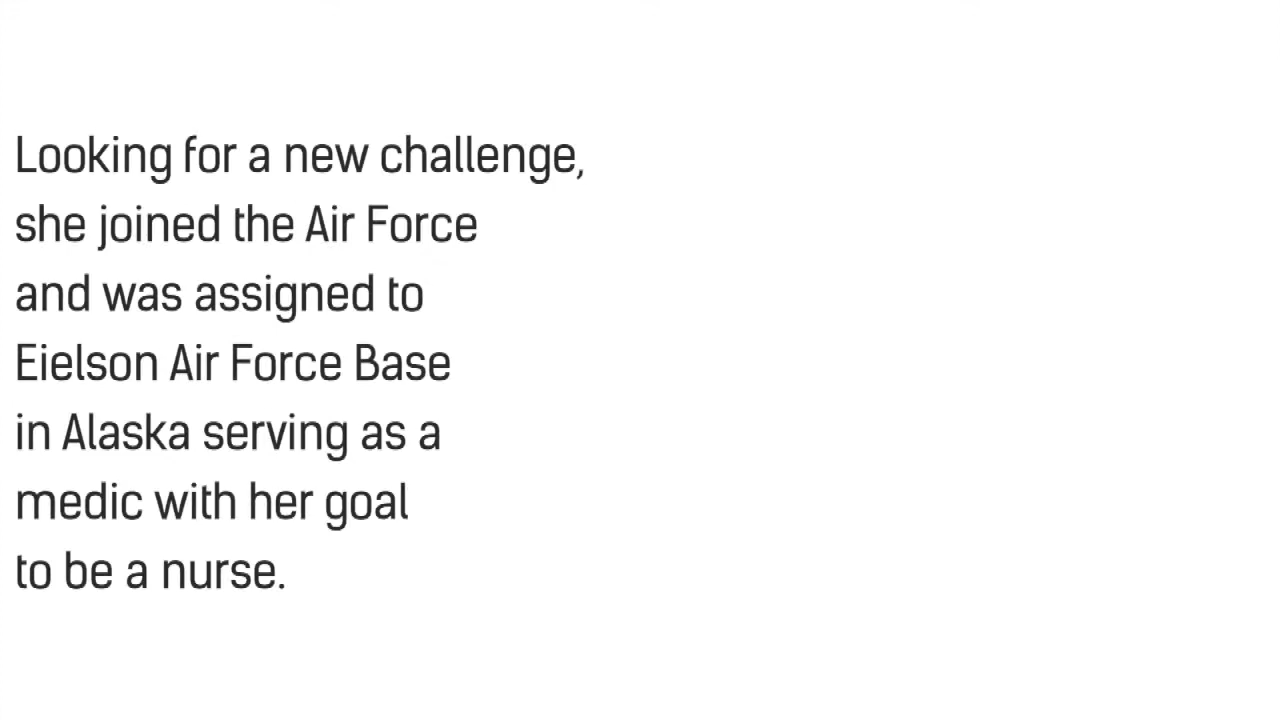 Looking for a new challenge,
she joined the Air Force
and was assigned to
Eielson Air Force Base
in Alaska serving as a
medic with her goal
to be a nurse.